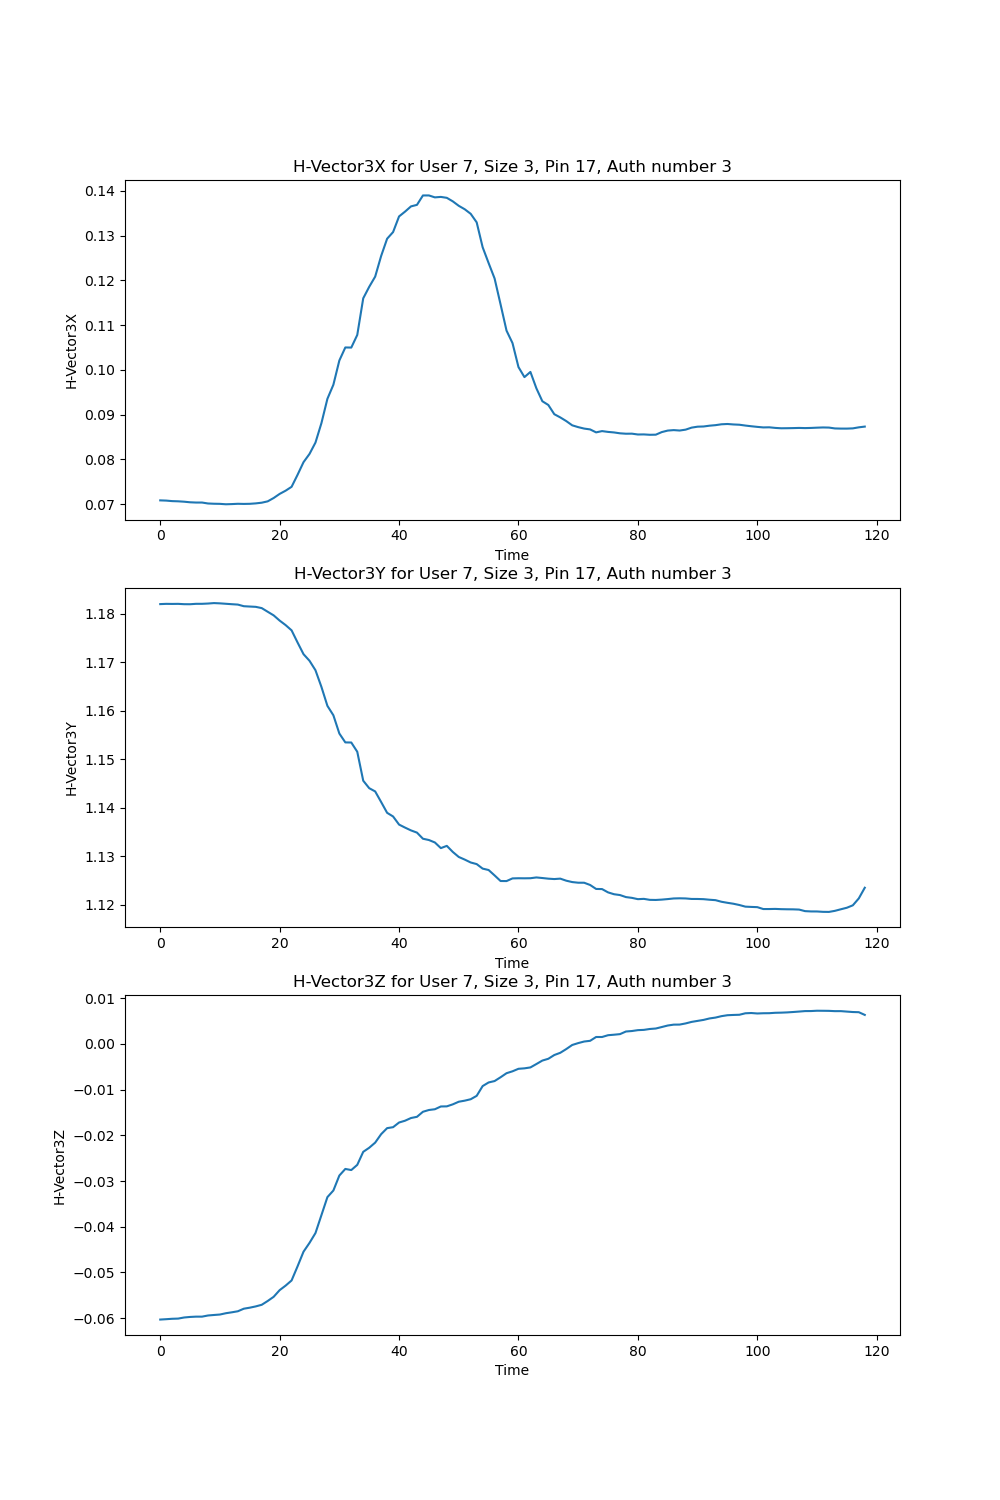 H-Vector3X for User 7, Size 3, Pin 17, Auth number 3
0.14
0.13
0.12
0.11
0.10
0.09
0.08
0.07
H-Vector3X
0 20 40 60 80 100 120
Time
H-Vector3Y for User 7, Size 3, Pin 17, Auth number 3
1.18
1.17
1.16
1.15
1.14
1.13
1.12
H-Vector3Y
0 20 40 60 80 100 120
Time
H-Vector3Z for User 7, Size 3, Pin 17, Auth number 3
0.01
0.00
−0.01
−0.02
−0.03
−0.04
−0.05
−0.06
H-Vector3Z
0 20 40 60 80 100 120
Time